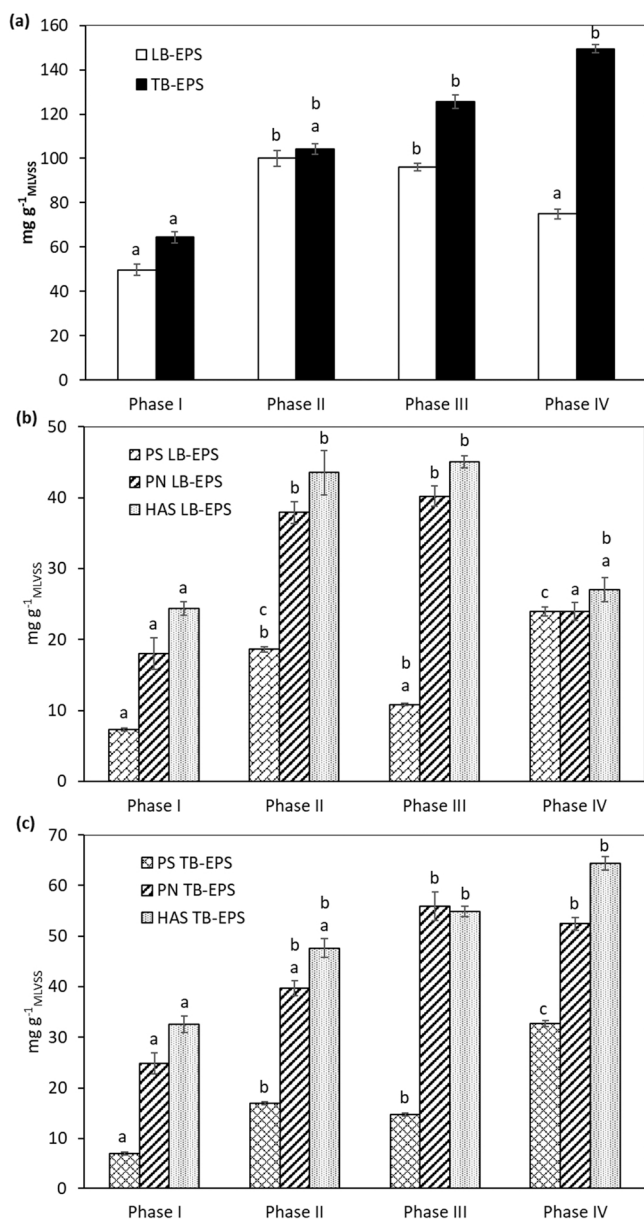 (a)
160
140
120
100
80
60
40
20
0
mg g-1MLVSS
LB-EPS
TB-EPS
a
a
b
b
a
b
b
a
b
Phase I
Phase II
Phase III
Phase IV
(b)
50
40
30
20
10
0
mg g-1MLVSS
PS LB-EPS
PN LB-EPS
HAS LB-EPS
a
a
a
c
b
b
b
b
a
b
b
c
a
b
a
Phase I
Phase II
Phase III
Phase IV
(c)
70
60
50
40
30
20
10
0
mg g-1MLVSS
PS TB-EPS
PN TB-EPS
HAS TB-EPS
a
a
a
b
b
a
b
a
b
b
b
c
b
b
Phase I
Phase II
Phase III
Phase IV